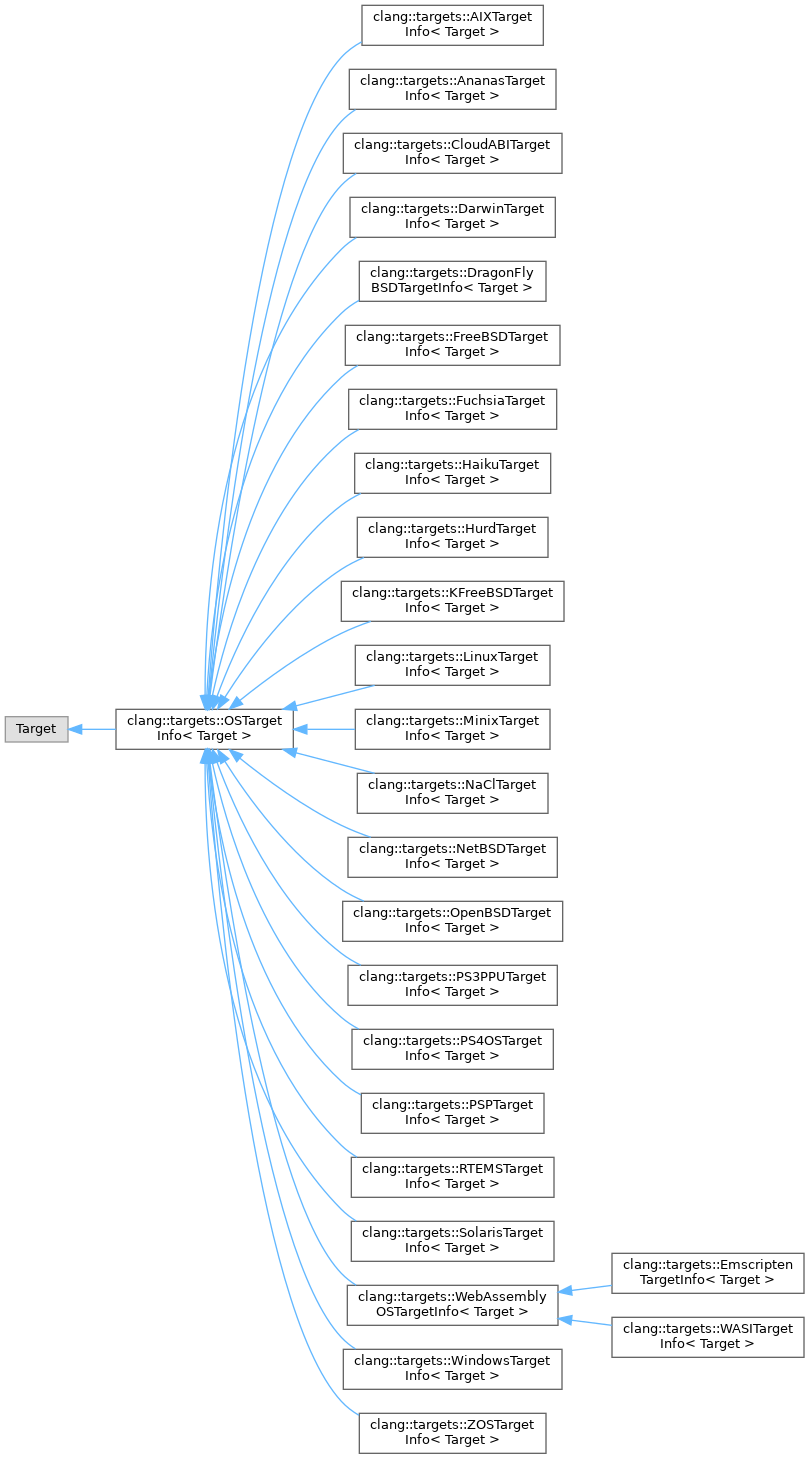 clang::targets::AIXTarget
Info< Target >
clang::targets::AnanasTarget
Info< Target >
clang::targets::CloudABITarget
Info< Target >
clang::targets::DarwinTarget
Info< Target >
clang::targets::DragonFly
BSDTargetInfo< Target >
clang::targets::FreeBSDTarget
Info< Target >
clang::targets::FuchsiaTarget
Info< Target >
clang::targets::HaikuTarget
Info< Target >
clang::targets::HurdTarget
Info< Target >
clang::targets::KFreeBSDTarget
Info< Target >
clang::targets::LinuxTarget
Info< Target >
Target
clang::targets::OSTarget
Info< Target >
clang::targets::MinixTarget
Info< Target >
clang::targets::NaClTarget
Info< Target >
clang::targets::NetBSDTarget
Info< Target >
clang::targets::OpenBSDTarget
Info< Target >
clang::targets::PS3PPUTarget
Info< Target >
clang::targets::PS4OSTarget
Info< Target >
clang::targets::PSPTarget
Info< Target >
clang::targets::RTEMSTarget
Info< Target >
clang::targets::SolarisTarget
Info< Target >
clang::targets::WebAssembly
OSTargetInfo< Target >
clang::targets::Emscripten
TargetInfo< Target >
clang::targets::WASITarget
Info< Target >
clang::targets::WindowsTarget
Info< Target >
clang::targets::ZOSTarget
Info< Target >